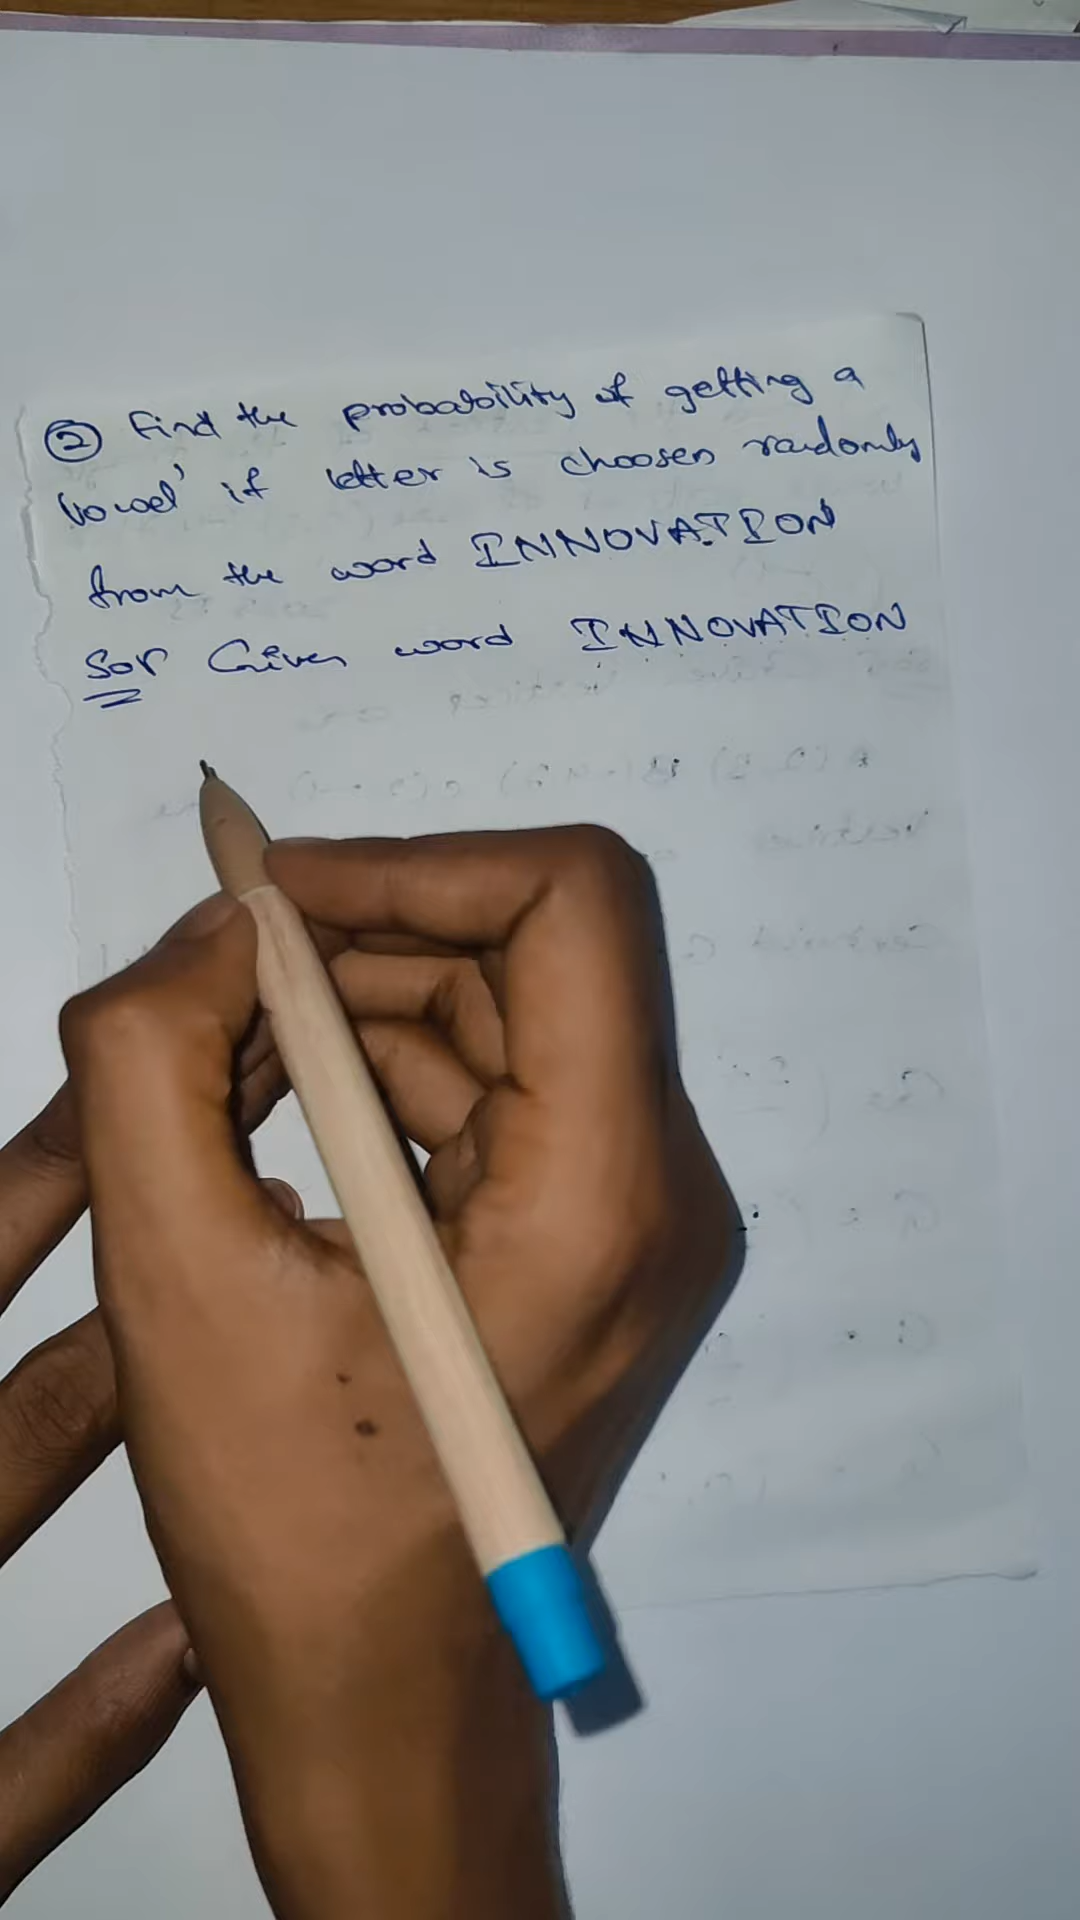 ② Find the probability of getting a
vowel if letter is choosen randomly
from the word INNOVATION
Sol Given word INNOVATION